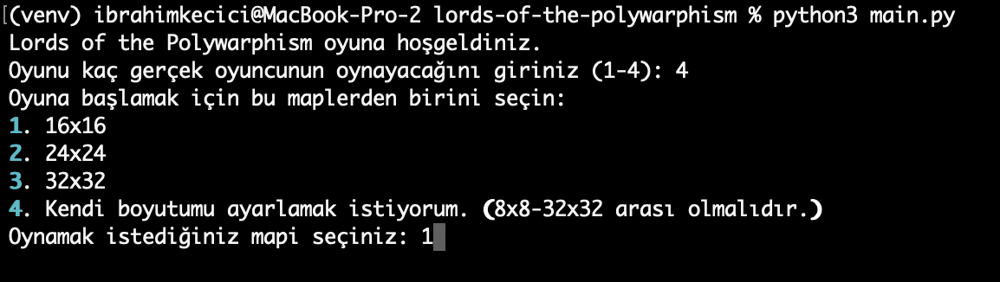 [(venv) ibrahimkecici@MacBook-Pro-2 lords-of-the-polywarphism % python3 main.py
Lords of the Polywarphism oyuna hoşgeldiniz.
Oyunu kaç gerçek oyuncunun oynayacağını giriniz (1-4): 4
Oyuna başlamak için bu maplerden birini seçin:
1. 16x16
2. 24x24
3. 32x32
4. Kendi boyutumu ayarlamak istiyorum. (8x8-32x32 arası olmalıdır.)
Oynamak istediğiniz mapi seçiniz: 1